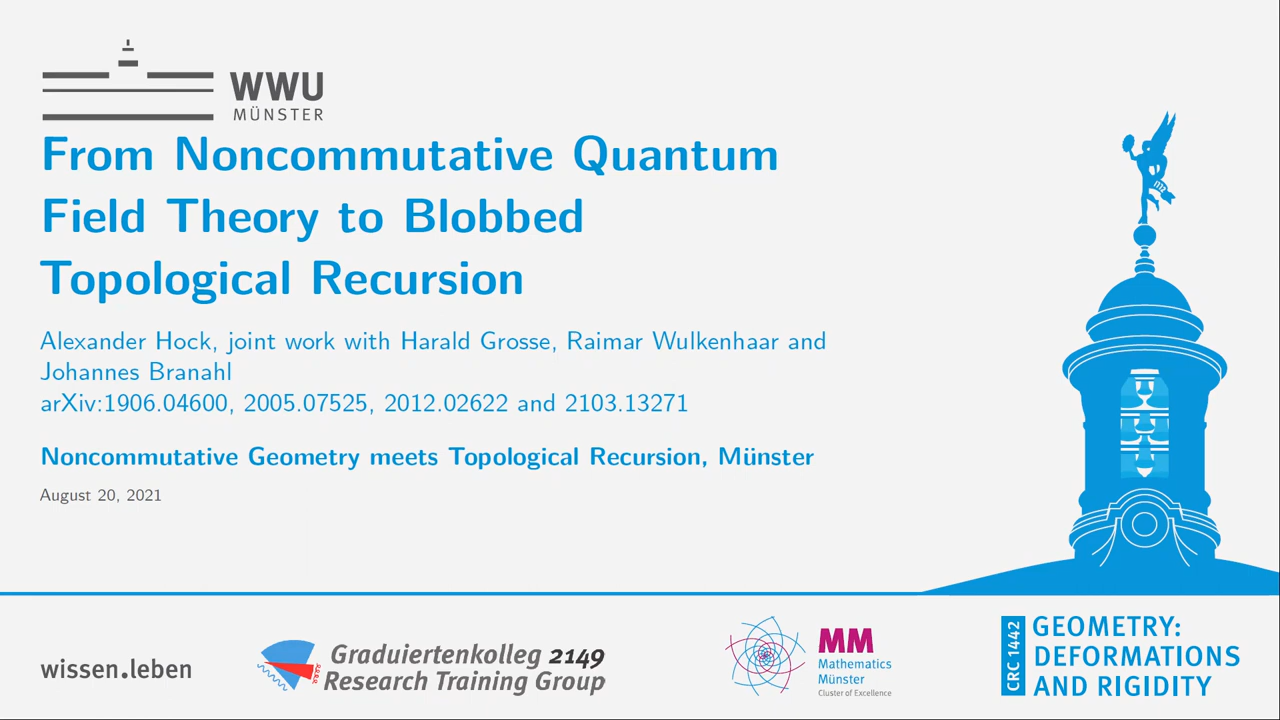 WWU
MÜNSTER
From Noncommutative Quantum
Field Theory to Blobbed
Topological Recursion
Alexander Hock, joint work with Harald Grosse, Raimar Wulkenhaar and
Johannes Branahl
arXiv:1906.04600, 2005.07525, 2012.02622 and 2103.13271
Noncommutative Geometry meets Topological Recursion, Münster
August 20, 2021
wissen.leben
Graduiertenkolleg 2149
Research Training Group
MM
Mathematics
Münster
Cluster of Excellence
CRC 1442
GEOMETRY:
DEFORMATIONS
AND RIGIDITY